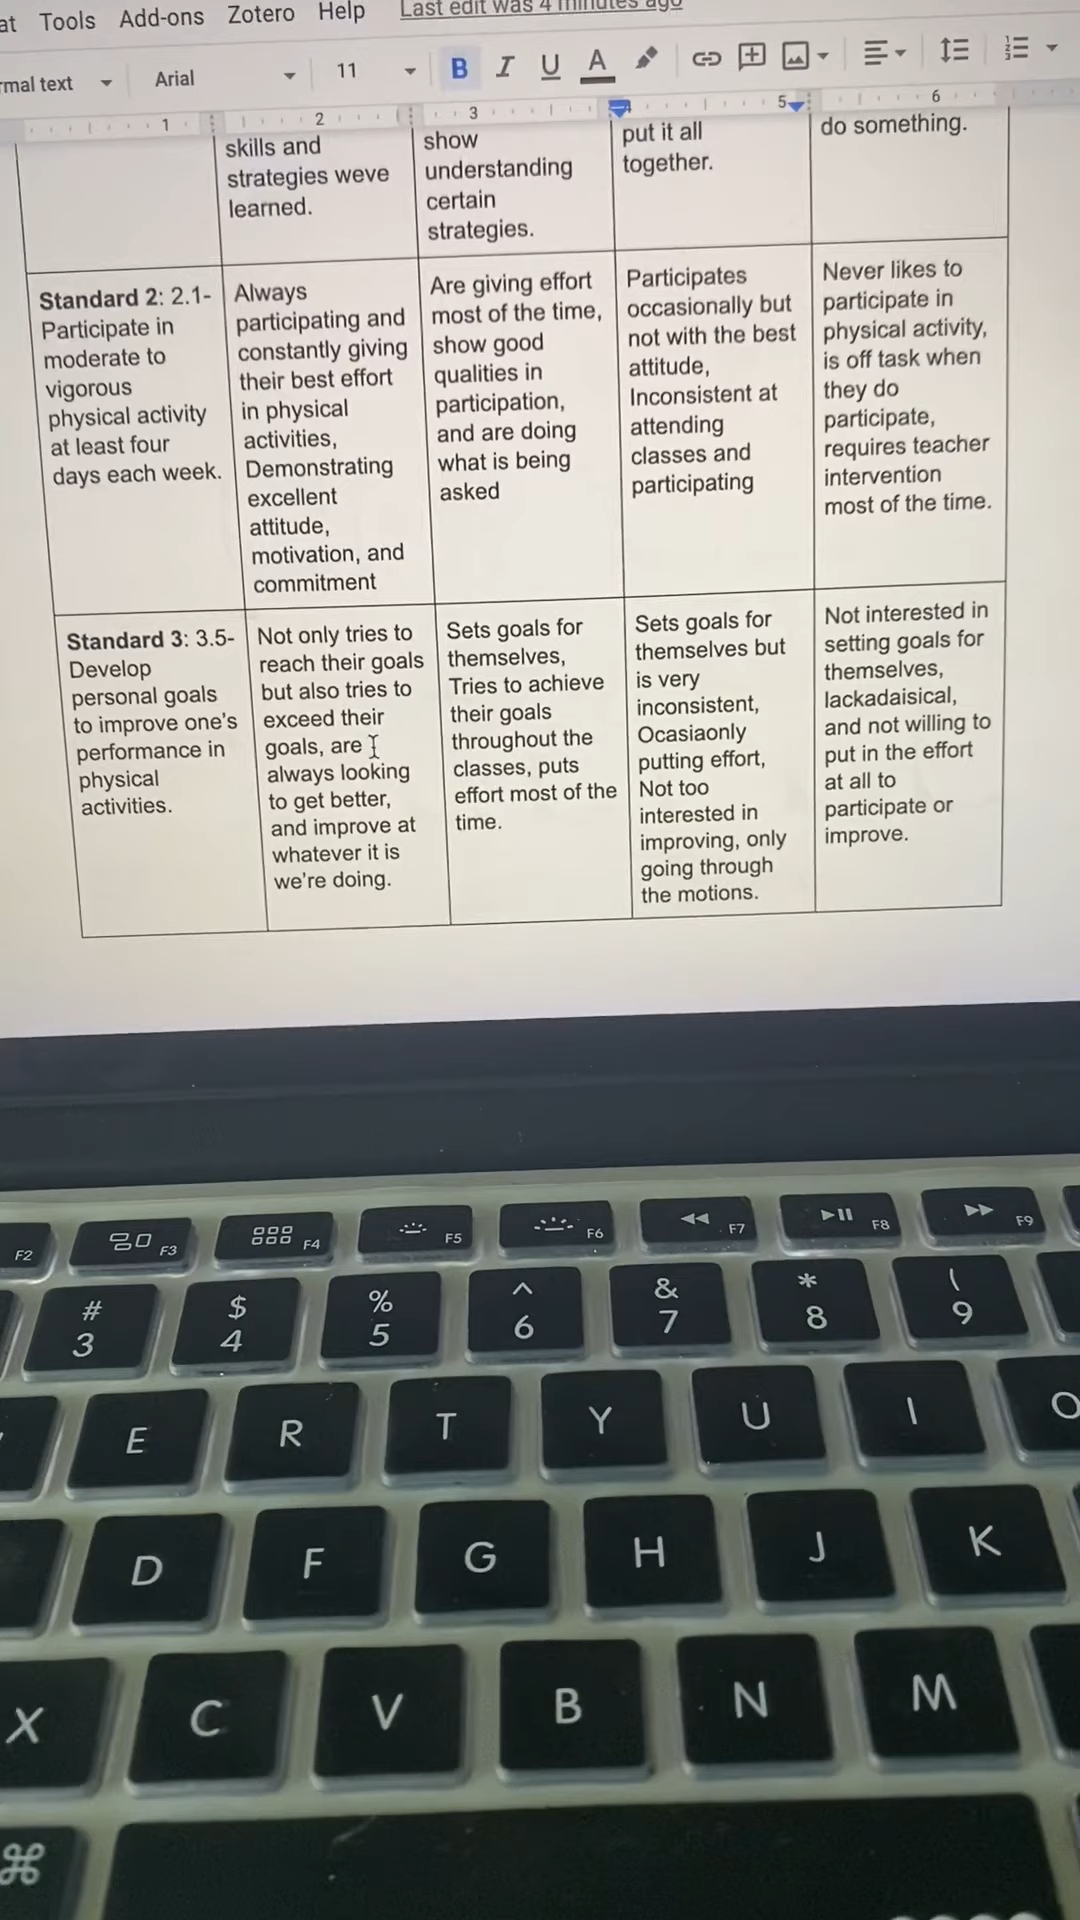 at Tools Add-ons Zotero Help Last edit was 4 minutes ago
rmal text Arial 11 B I U A
1 2 3 4 5 6
skills and
strategies weve
learned.
show
understanding
certain
strategies.
put it all
together.
do something.
Standard 2: 2.1-
Participate in
moderate to
vigorous
physical activity
at least four
days each week.
Always
participating and
constantly giving
their best effort
in physical
activities,
Demonstrating
excellent
attitude,
motivation, and
commitment
Are giving effort
most of the time,
show good
qualities in
participation,
and are doing
what is being
asked
Participates
occasionally but
not with the best
attitude,
Inconsistent at
attending
classes and
participating
Never likes to
participate in
physical activity,
is off task when
they do
participate,
requires teacher
intervention
most of the time.
Standard 3: 3.5-
Develop
personal goals
to improve one's
performance in
physical
activities.
Not only tries to
reach their goals
but also tries to
exceed their
goals, are
always looking
to get better,
and improve at
whatever it is
we're doing.
Sets goals for
themselves,
Tries to achieve
their goals
throughout the
classes, puts
effort most of the
time.
Sets goals for
themselves but
is very
inconsistent,
Ocasiaonly
putting effort,
Not too
interested in
improving, only
going through
the motions.
Not interested in
setting goals for
themselves,
lackadaisical,
and not willing to
put in the effort
at all to
participate or
improve.
F2 F3 F4 F5 F6 F7 F8 F9
# $ % ^ & * (
3 4 5 6 7 8 9
E R T Y U I O
D F G H J K
X C V B N M
⌘